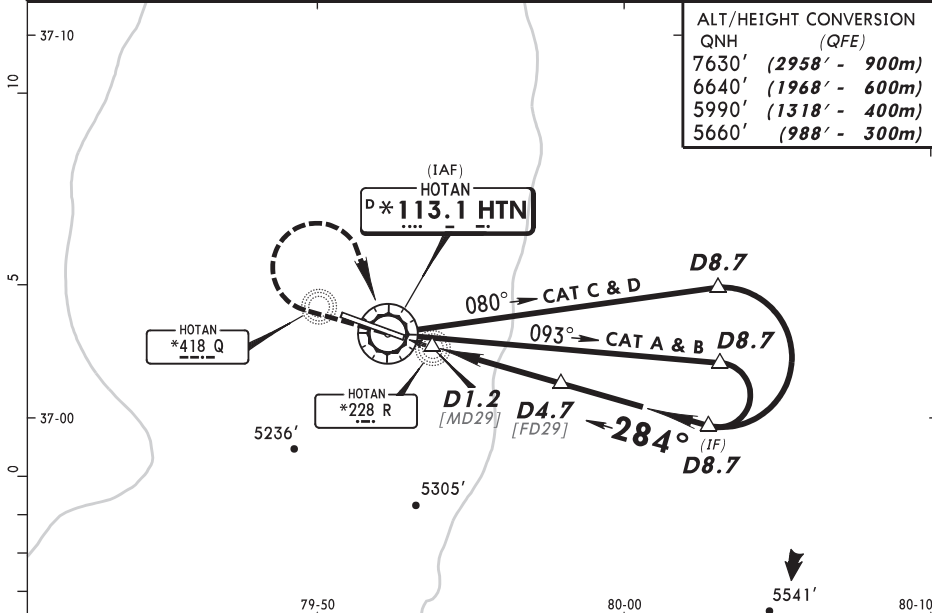 37-10
ALT/HEIGHT CONVERSION
QNH (QFE)
7630' (2958' - 900m)
6640' (1968' - 600m)
5990' (1318' - 400m)
5660' (988' - 300m)
10
(IAF)
HOTAN
D *113.1 HTN
D8.7
5
080° CAT C & D
093° CAT A & B
D8.7
HOTAN
*418 Q
HOTAN
*228 R
D1.2
[MD29]
D4.7
[FD29]
284°
(IF)
D8.7
37-00
5236'
0
5305'
5541'
79-50
80-00
80-10